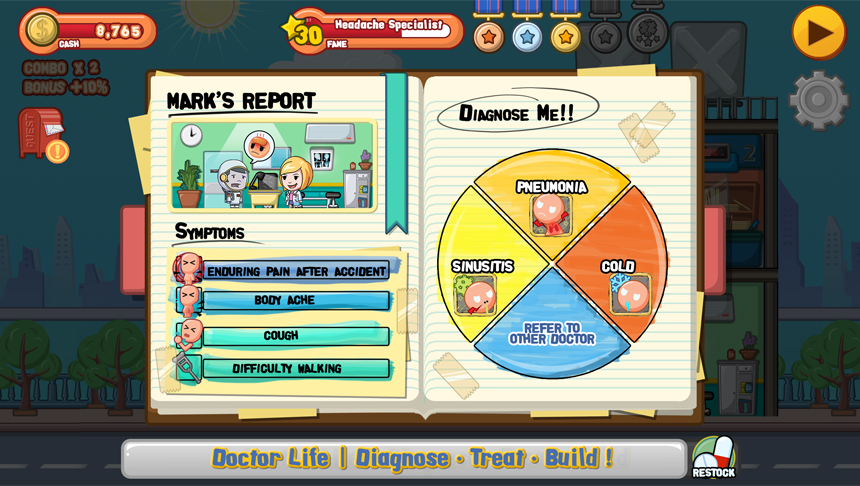 8,765
CASH
30
Headache Specialist
FAME
COMBO X 2
BONUS +10%
QUEST
MARK'S REPORT
DIAGNOSE ME!!
SYMPTOMS
ENDURING PAIN AFTER ACCIDENT
BODY ACHE
COUGH
DIFFICULTY WALKING
PNEUMONIA
SINUSITIS
COLD
REFER TO
OTHER DOCTOR
2
Doctor Life | Diagnose · Treat · Build !
RESTOCK